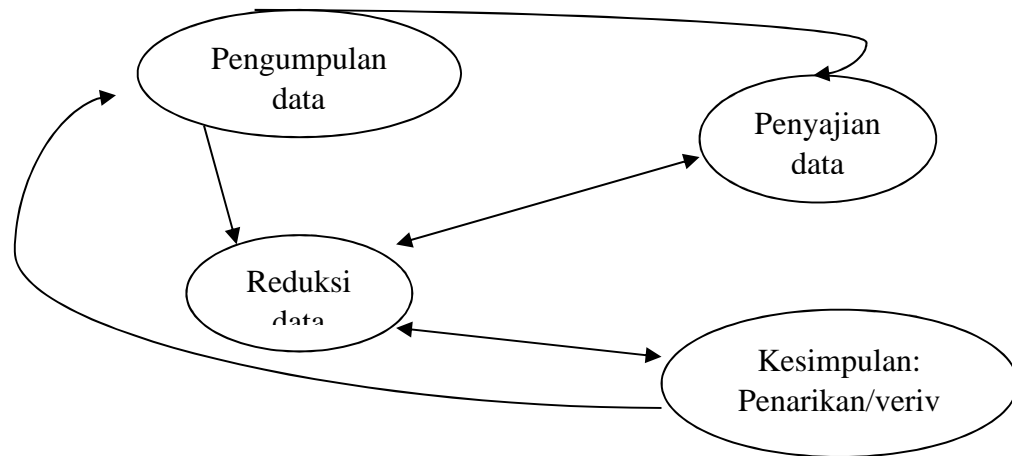 Pengumpulan
data
Penyajian
data
Reduksi
data
Kesimpulan:
Penarikan/veriv